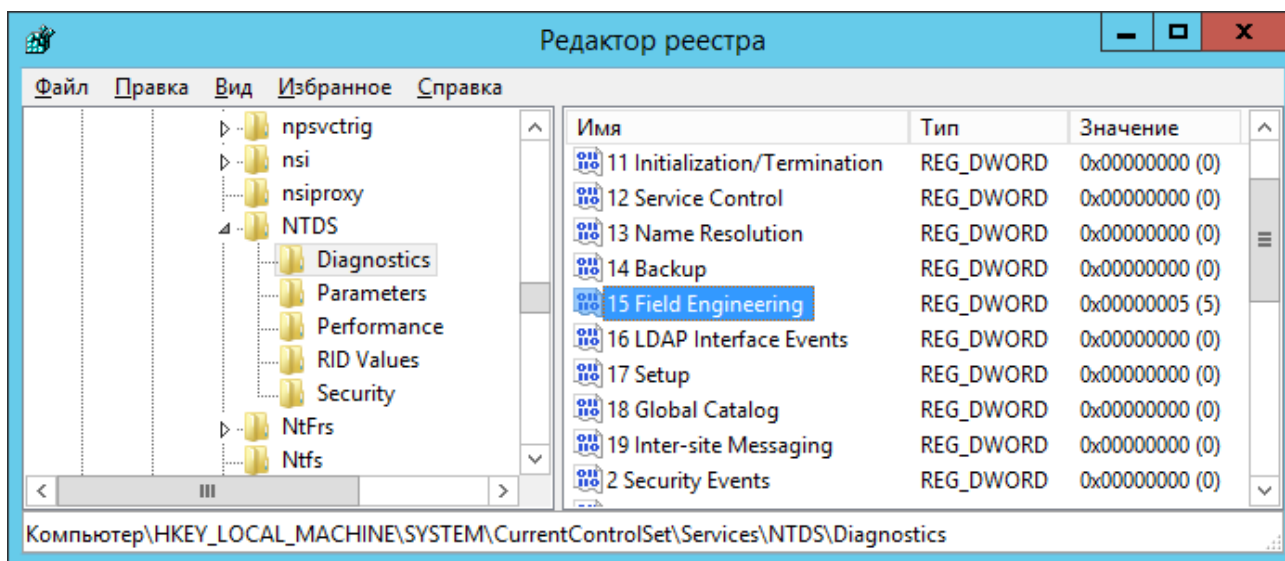 Редактор реестра
Файл Правка Вид Избранное Справка
npsvctrig
nsi
nsiproxy
NTDS
Diagnostics
Parameters
Performance
RID Values
Security
NtFrs
Ntfs
Имя Тип Значение
11 Initialization/Termination REG_DWORD 0x00000000 (0)
12 Service Control REG_DWORD 0x00000000 (0)
13 Name Resolution REG_DWORD 0x00000000 (0)
14 Backup REG_DWORD 0x00000000 (0)
15 Field Engineering REG_DWORD 0x00000005 (5)
16 LDAP Interface Events REG_DWORD 0x00000000 (0)
17 Setup REG_DWORD 0x00000000 (0)
18 Global Catalog REG_DWORD 0x00000000 (0)
19 Inter-site Messaging REG_DWORD 0x00000000 (0)
2 Security Events REG_DWORD 0x00000000 (0)
Компьютер\HKEY_LOCAL_MACHINE\SYSTEM\CurrentControlSet\Services\NTDS\Diagnostics